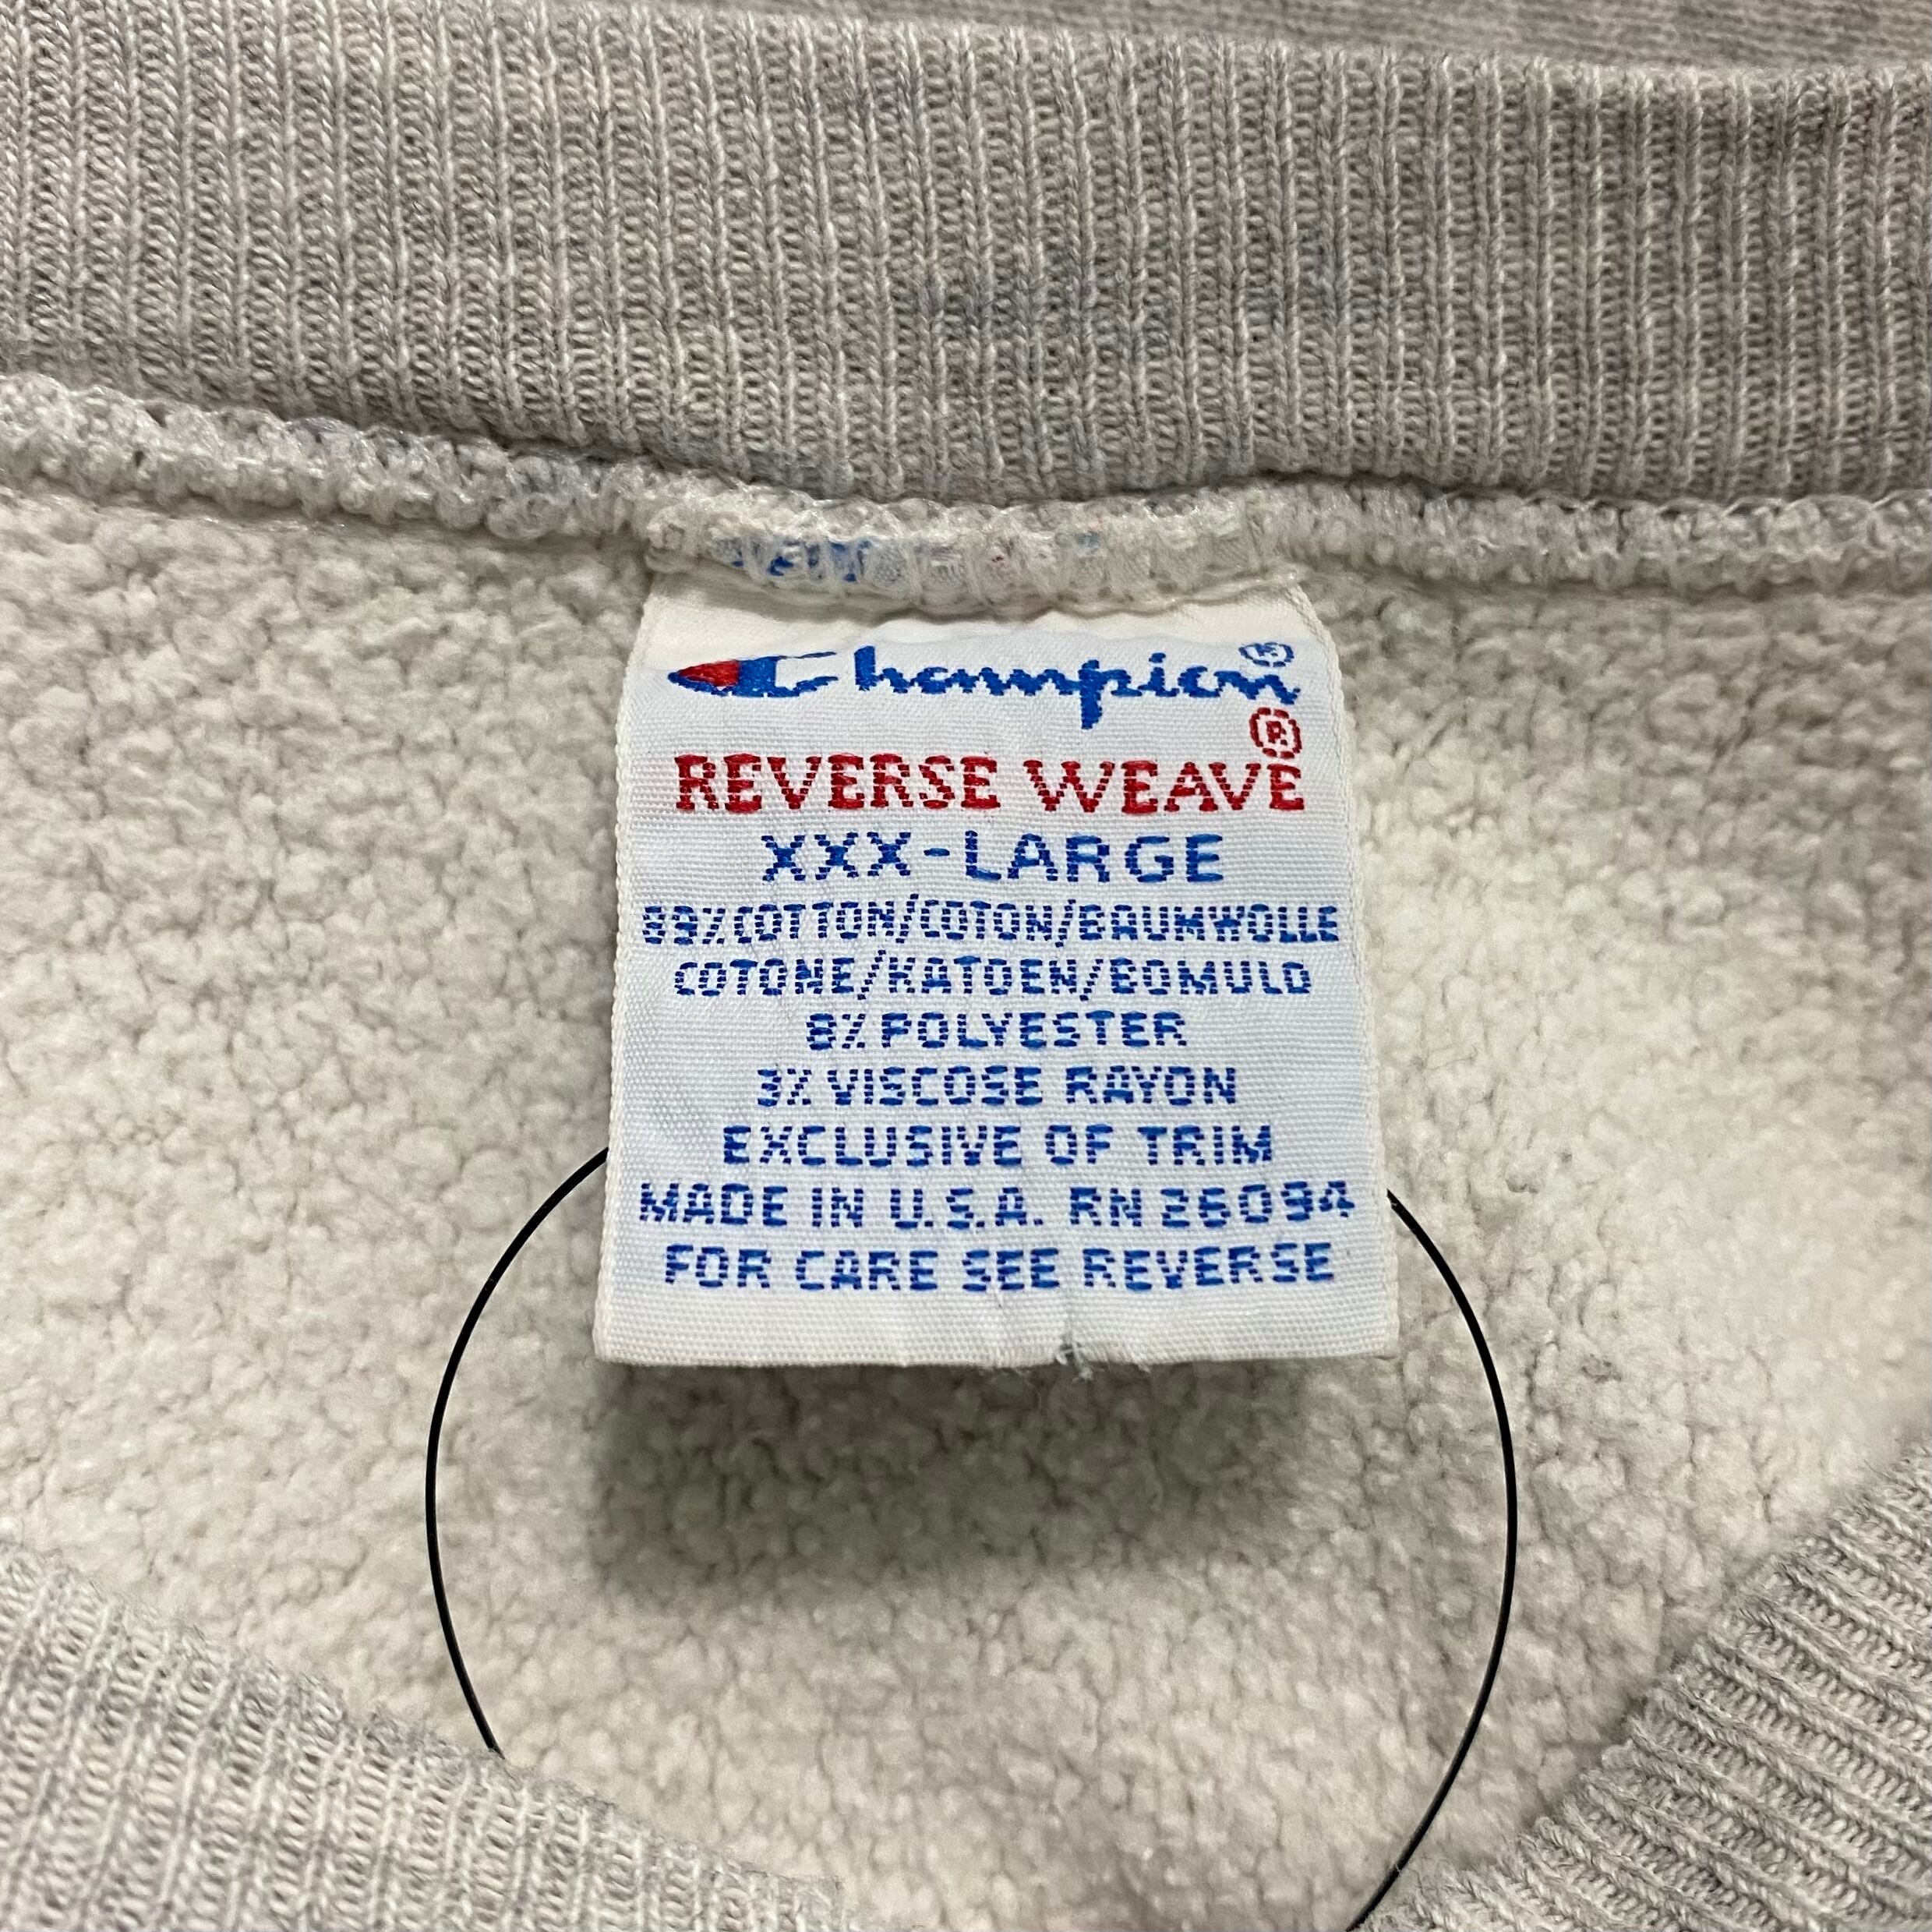 Champion®
REVERSE WEAVE®
XXX-LARGE
89% COTTON/COTON/BAUMWOLLE
COTONE/KATOEN/BOMULD
8% POLYESTER
3% VISCOSE RAYON
EXCLUSIVE OF TRIM
MADE IN U.S.A. RN 26094
FOR CARE SEE REVERSE